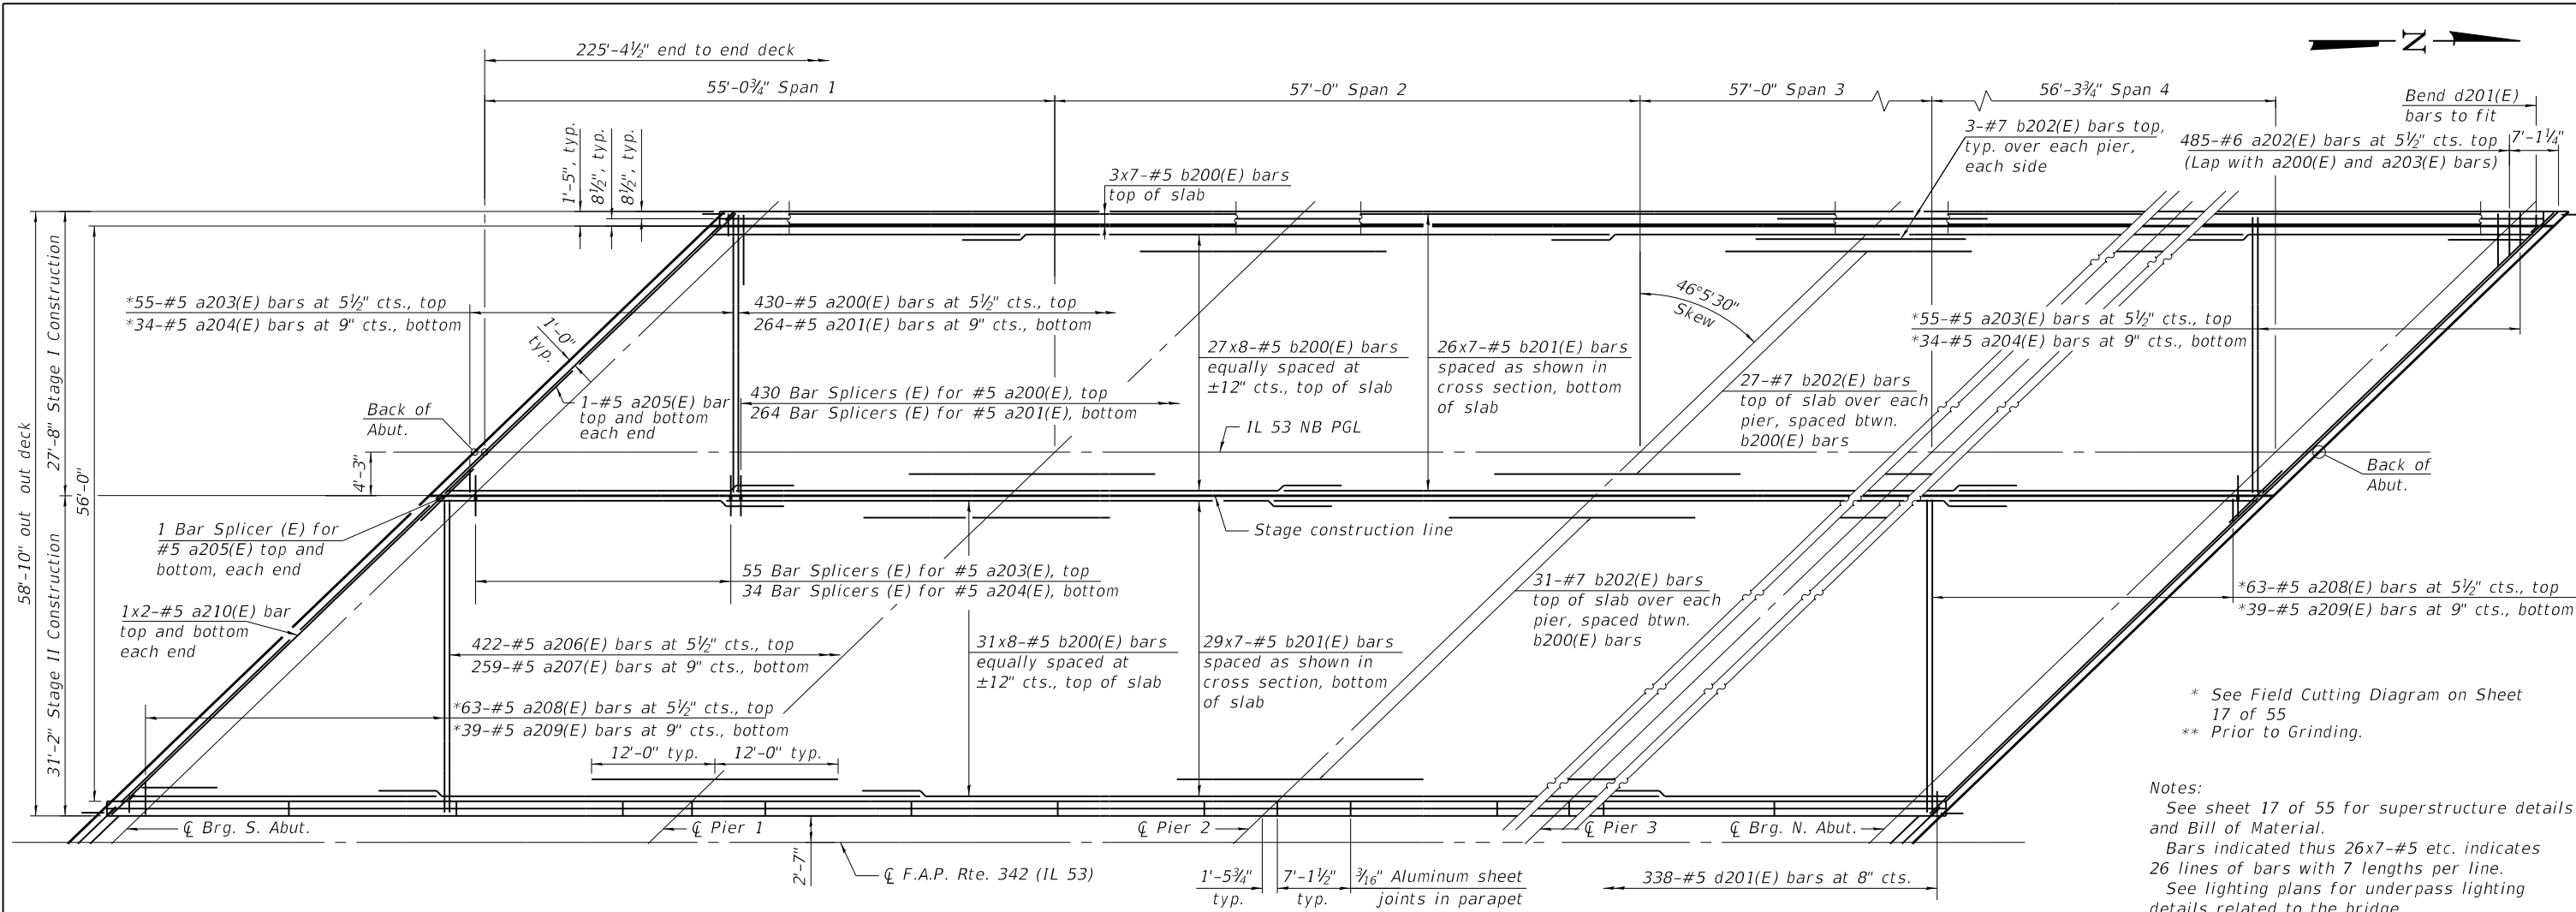 225'-4½" end to end deck
N
55'-0¾" Span 1
57'-0" Span 2
57'-0" Span 3
56'-3¾" Span 4
Bend d201(E)
bars to fit
1'-5", typ.
8½", typ.
8½", typ.
3-#7 b202(E) bars top,
typ. over each pier,
each side
485-#6 a202(E) bars at 5½" cts. top
(Lap with a200(E) and a203(E) bars)
7'-1¼"
3x7-#5 b200(E) bars
top of slab
*55-#5 a203(E) bars at 5½" cts., top
*34-#5 a204(E) bars at 9" cts., bottom
430-#5 a200(E) bars at 5½" cts., top
264-#5 a201(E) bars at 9" cts., bottom
46°5'30"
Skew
*55-#5 a203(E) bars at 5½" cts., top
*34-#5 a204(E) bars at 9" cts., bottom
1'-0"
typ.
27x8-#5 b200(E) bars
equally spaced at
±12" cts., top of slab
26x7-#5 b201(E) bars
spaced as shown in
cross section, bottom
of slab
27-#7 b202(E) bars
top of slab over each
pier, spaced btwn.
b200(E) bars
Back of
Abut.
1-#5 a205(E) bar
top and bottom
each end
430 Bar Splicers (E) for #5 a200(E), top
264 Bar Splicers (E) for #5 a201(E), bottom
IL 53 NB PGL
Back of
Abut.
58'-10" out out deck
27'-8" Stage I Construction
31'-2" Stage II Construction
56'-0"
4'-3"
1 Bar Splicer (E) for
#5 a205(E) top and
bottom, each end
Stage construction line
55 Bar Splicers (E) for #5 a203(E), top
34 Bar Splicers (E) for #5 a204(E), bottom
31-#7 b202(E) bars
top of slab over each
pier, spaced btwn.
b200(E) bars
*63-#5 a208(E) bars at 5½" cts., top
*39-#5 a209(E) bars at 9" cts., bottom
1x2-#5 a210(E) bar
top and bottom
each end
422-#5 a206(E) bars at 5½" cts., top
259-#5 a207(E) bars at 9" cts., bottom
31x8-#5 b200(E) bars
equally spaced at
±12" cts., top of slab
29x7-#5 b201(E) bars
spaced as shown in
cross section, bottom
of slab
*63-#5 a208(E) bars at 5½" cts., top
*39-#5 a209(E) bars at 9" cts., bottom
12'-0" typ.
12'-0" typ.
* See Field Cutting Diagram on Sheet
17 of 55
** Prior to Grinding.
℄ Brg. S. Abut.
℄ Pier 1
℄ Pier 2
℄ Pier 3
℄ Brg. N. Abut.
2'-7"
℄ F.A.P. Rte. 342 (IL 53)
1'-5¾"
typ.
7'-1½"
typ.
3⁄16" Aluminum sheet
joints in parapet
338-#5 d201(E) bars at 8" cts.
Notes:
See sheet 17 of 55 for superstructure details
and Bill of Material.
Bars indicated thus 26x7-#5 etc. indicates
26 lines of bars with 7 lengths per line.
See lighting plans for underpass lighting
details related to the bridge